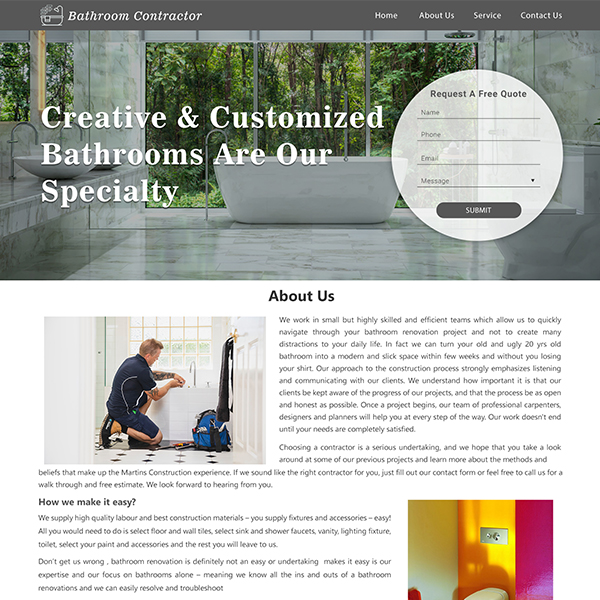 Bathroom Contractor
Home
About Us
Service
Contact Us
Creative & Customized
Bathrooms Are Our
Specialty
Request A Free Quote
Name
Phone
Email
Message
SUBMIT
About Us
We work in small but highly skilled and efficient teams which allow us to quickly
navigate through your bathroom renovation project and not to create many
distractions to your daily life. In fact we can turn your old and ugly 20 yrs old
bathroom into a modern and slick space within few weeks and without you losing
your shirt. Our approach to the construction process strongly emphasizes listening
and communicating with our clients. We understand how important it is that our
clients be kept aware of the progress of our projects, and that the process be as open
and honest as possible. Once a project begins, our team of professional carpenters,
designers and planners will help you at every step of the way. Our work doesn't end
until your needs are completely satisfied.
Choosing a contractor is a serious undertaking, and we hope that you take a look
around at some of our previous projects and learn more about the methods and
beliefs that make up the Martins Construction experience. If we sound like the right contractor for you, just fill out our contact form or feel free to call us for a
walk through and free estimate. We look forward to hearing from you.
How we make it easy?
We supply high quality labour and best construction materials – you supply fixtures and accessories – easy!
All you would need to do is select floor and wall tiles, select sink and shower faucets, vanity, lighting fixture,
toilet, select your paint and accessories and the rest you will leave to us.
Don't get us wrong , bathroom renovation is definitely not an easy or undertaking makes it easy is our
expertise and our focus on bathrooms alone – meaning we know all the ins and outs of a bathroom
renovations and we can easily resolve and troubleshoot